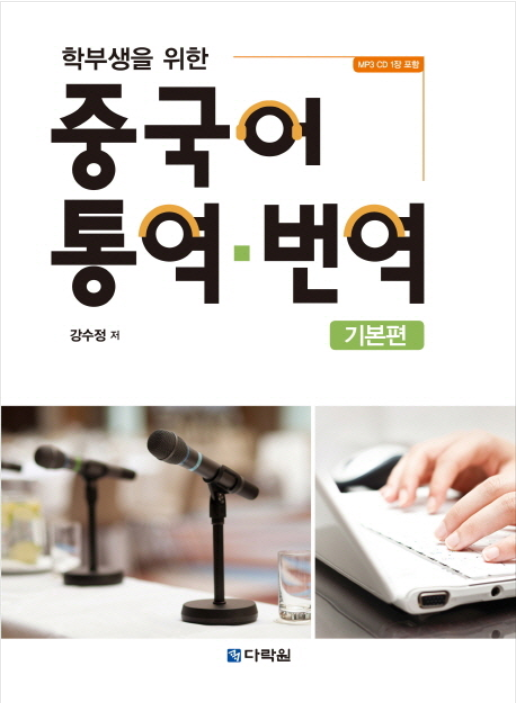 학부생을 위한
MP3 CD 1장 포함
중국어
통역·번역
강수정 저
기본편
다락원